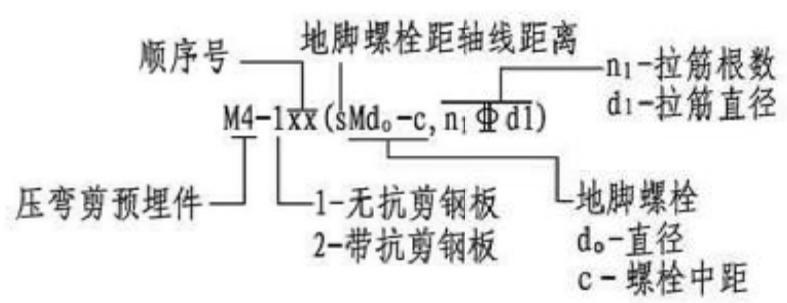 地脚螺栓距轴线距离
顺序号
n₁-拉筋根数
d₁-拉筋直径
M4-1xx(sMd₀-c,n₁Φd1)
压弯剪预埋件
1-无抗剪钢板
2-带抗剪钢板
地脚螺栓
d₀-直径
c-螺栓中距